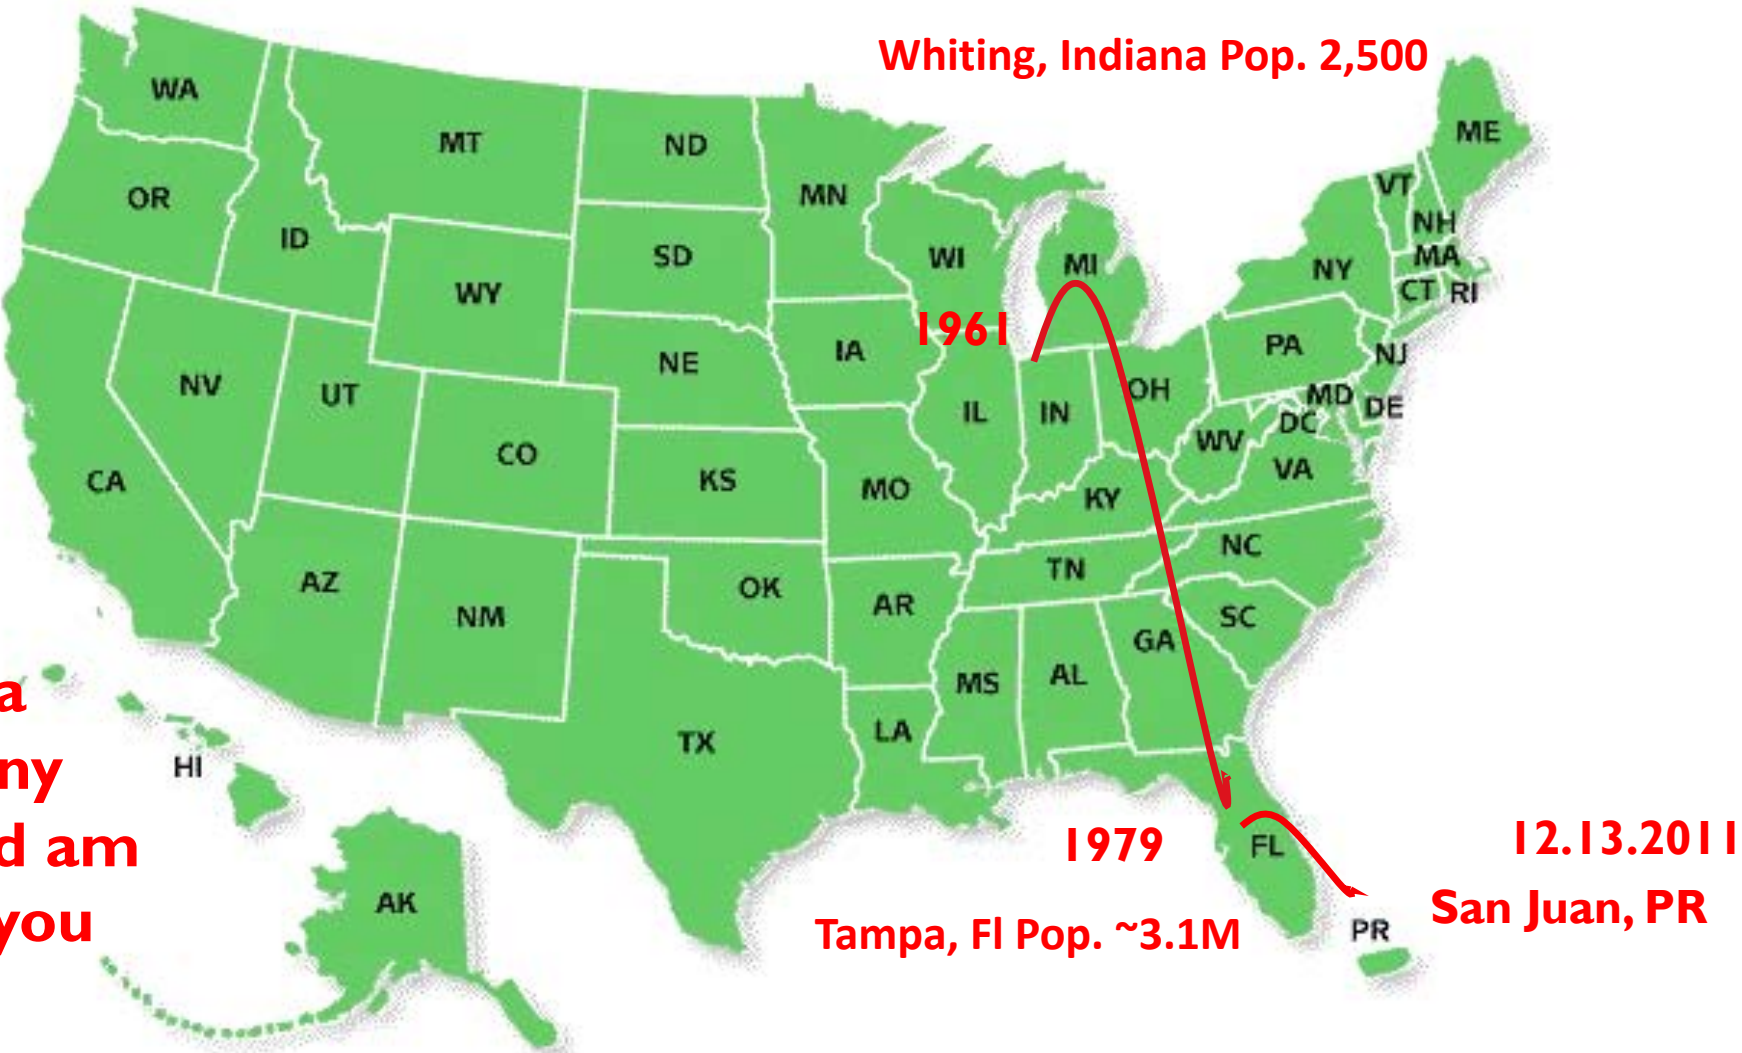 Whiting, Indiana Pop. 2,500
WA
MT
ND
MN
ME
OR
ID
SD
WI
MI
VT
NH
MA
NY
CT RI
WY
1961
IA
NE
PA
NJ
NV
UT
IL
IN
OH
MD
DE
DC
CO
WV
CA
KS
MO
KY
VA
AZ
NM
OK
AR
TN
NC
SC
GA
MS
AL
a
ny
d am
you
HI
TX
LA
AK
1979
FL
12.13.2011
Tampa, Fl Pop. ~3.1M
San Juan, PR
PR